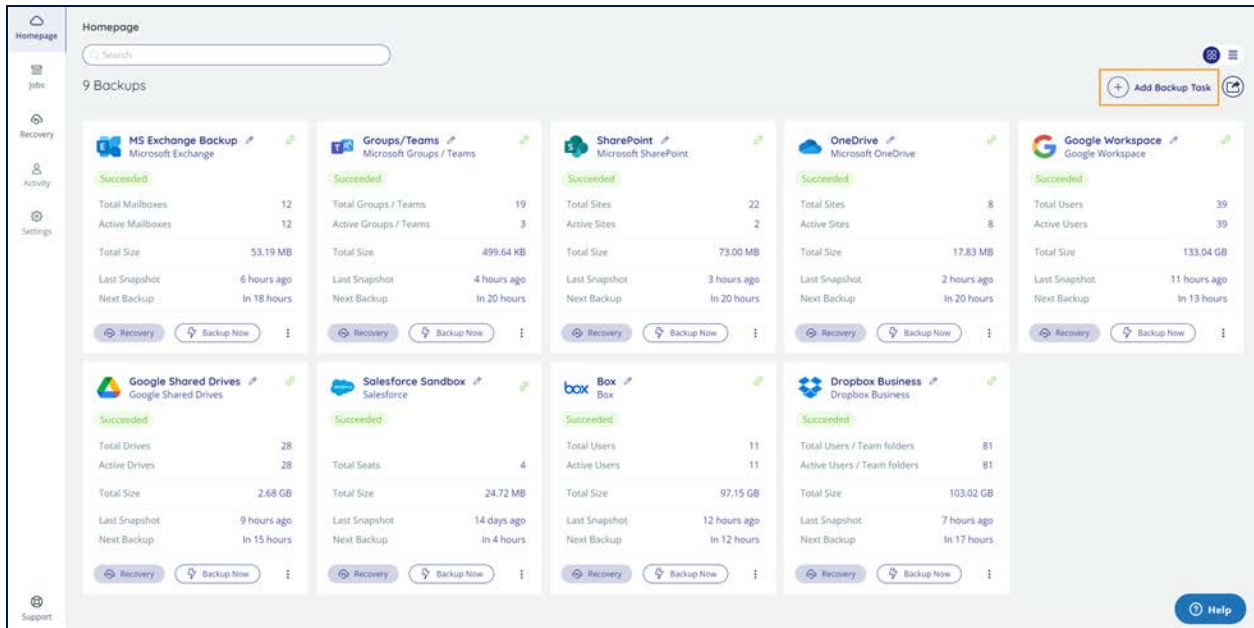 Homepage
Homepage
Search
Jobs
9 Backups
Add Backup Task
Recovery
Activity
Settings
MS Exchange Backup
Microsoft Exchange
Succeeded
Total Mailboxes 12
Active Mailboxes 12
Total Size 53.19 MB
Last Snapshot 6 hours ago
Next Backup In 18 hours
Recovery Backup Now
Groups/Teams
Microsoft Groups / Teams
Succeeded
Total Groups / Teams 19
Active Groups / Teams 3
Total Size 499.64 KB
Last Snapshot 4 hours ago
Next Backup In 20 hours
Recovery Backup Now
SharePoint
Microsoft SharePoint
Succeeded
Total Sites 22
Active Sites 2
Total Size 73.00 MB
Last Snapshot 3 hours ago
Next Backup In 20 hours
Recovery Backup Now
OneDrive
Microsoft OneDrive
Succeeded
Total Sites 8
Active Sites 8
Total Size 17.83 MB
Last Snapshot 2 hours ago
Next Backup In 20 hours
Recovery Backup Now
Google Workspace
Google Workspace
Succeeded
Total Users 39
Active Users 39
Total Size 133.04 GB
Last Snapshot 11 hours ago
Next Backup In 13 hours
Recovery Backup Now
Google Shared Drives
Google Shared Drives
Succeeded
Total Drives 28
Active Drives 28
Total Size 2.68 GB
Last Snapshot 9 hours ago
Next Backup In 15 hours
Recovery Backup Now
Salesforce Sandbox
Salesforce
Succeeded
Total Seats 4
Total Size 24.72 MB
Last Snapshot 14 days ago
Next Backup In 4 hours
Recovery Backup Now
box
Box
Box
Succeeded
Total Users 11
Active Users 11
Total Size 97.15 GB
Last Snapshot 12 hours ago
Next Backup In 12 hours
Recovery Backup Now
Dropbox Business
Dropbox Business
Succeeded
Total Users / Team folders 81
Active Users / Team folders 81
Total Size 103.02 GB
Last Snapshot 7 hours ago
Next Backup In 17 hours
Recovery Backup Now
Support
Help